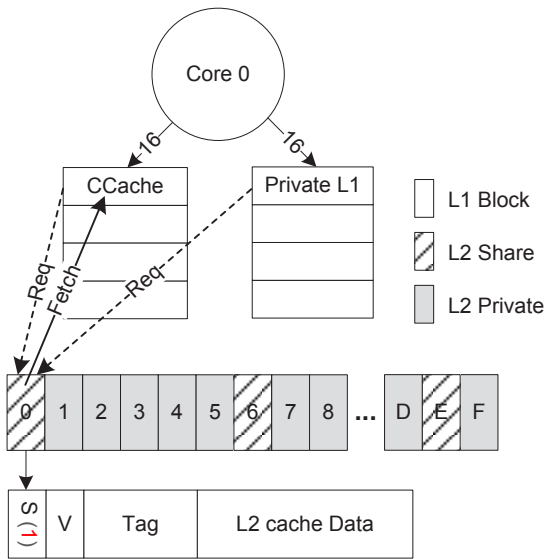 Core 0
16
16
CCache
Private L1
L1 Block
L2 Share
L2 Private
Req
Fetch
Req
0 1 2 3 4 5 6 7 8 ... D E F
S (1) V Tag L2 cache Data